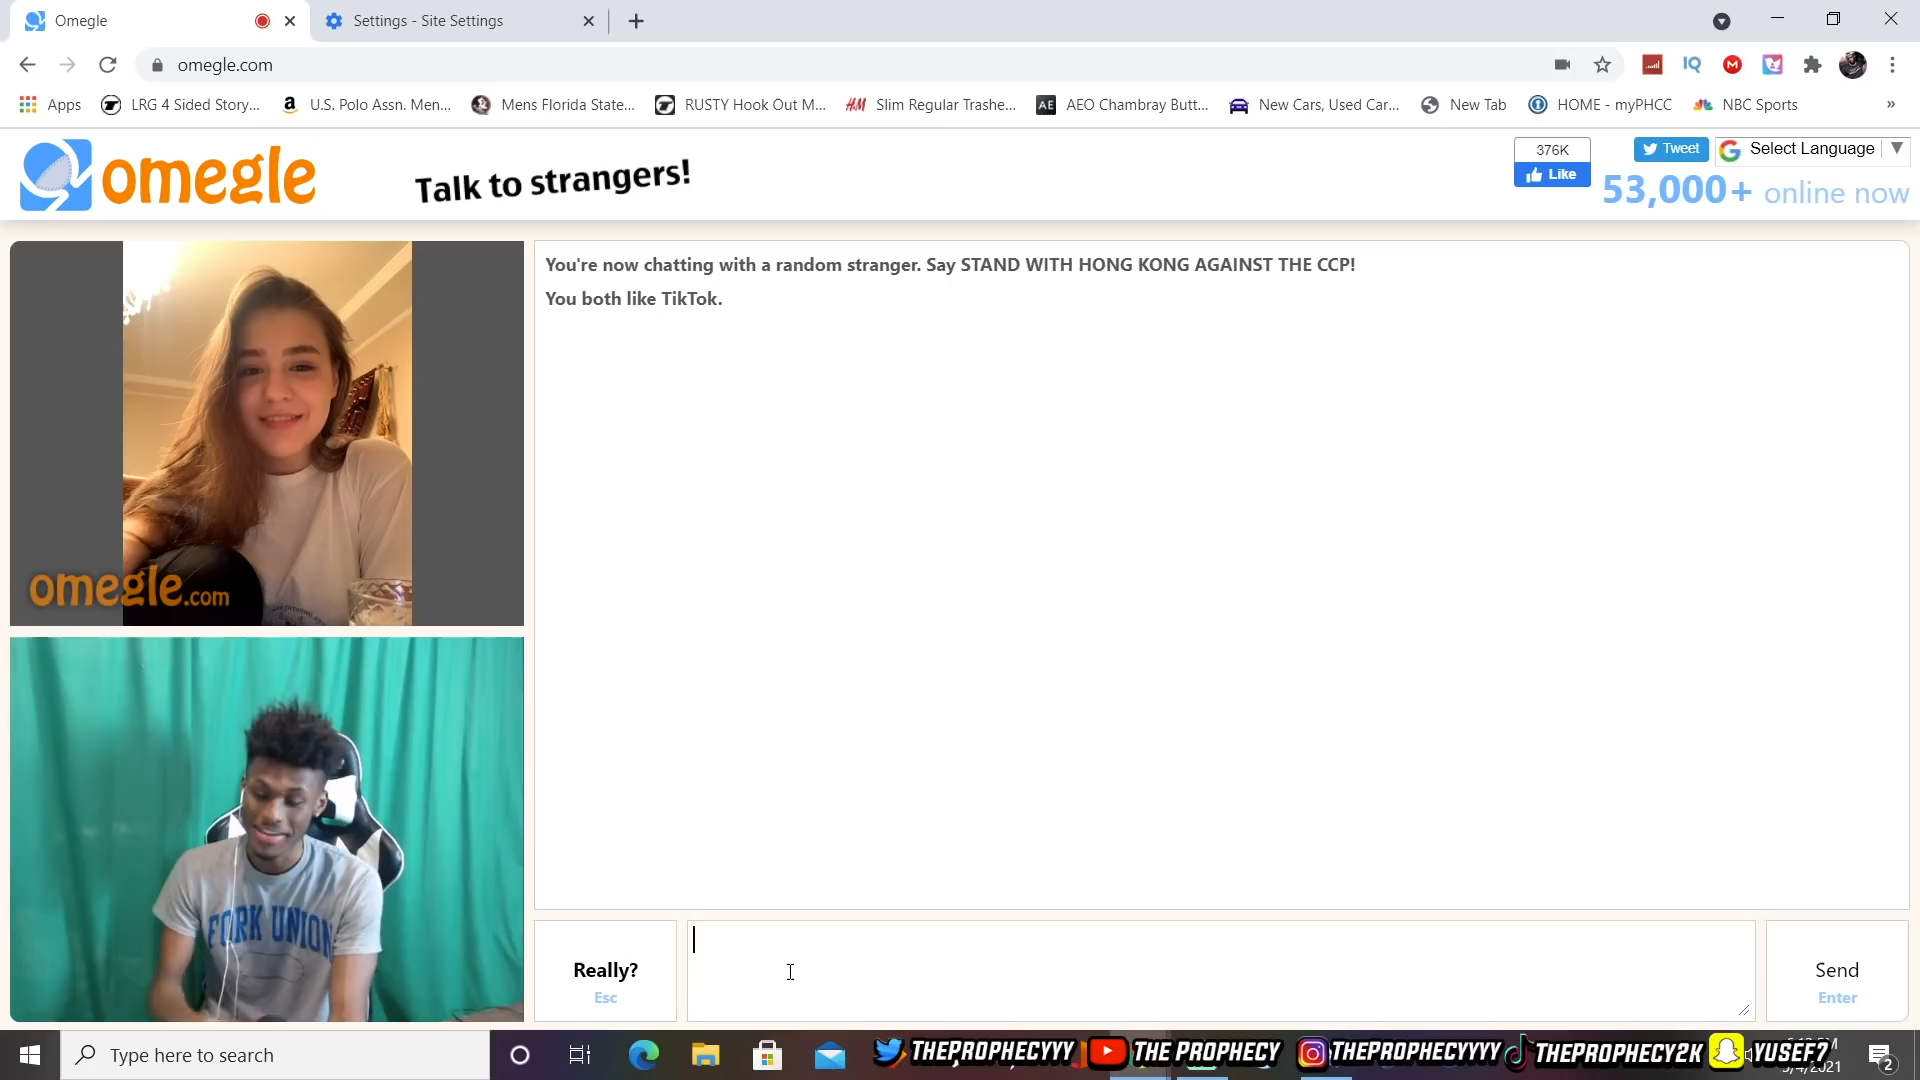 Omegle
Settings - Site Settings
omegle.com
IQ
M
Apps
LRG 4 Sided Story...
U.S. Polo Assn. Men...
Mens Florida State...
RUSTY Hook Out M...
H&M Slim Regular Trashe...
AE AEO Chambray Butt...
New Cars, Used Car...
New Tab
HOME - myPHCC
NBC Sports
»
omegle
Talk to strangers!
376K
Like
Tweet
Select Language
53,000+ online now
You're now chatting with a random stranger. Say STAND WITH HONG KONG AGAINST THE CCP!
You both like TikTok.
omegle.com
FORK UNION
Really?
Esc
Send
Enter
Type here to search
THEPROPHECYYY
THE PROPHECY
THEPROPHECYYYY
THEPROPHECY2K
YUSEF7
2